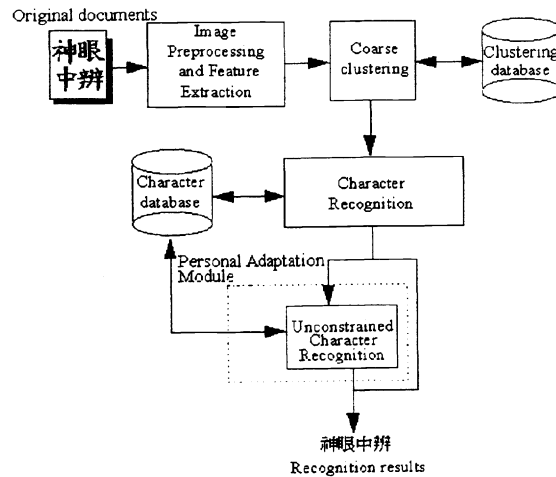 Original documents
神眼
中辨
Image
Preprocessing
and Feature
Extraction
Coarse
clustering
Clustering
database
Character
database
Character
Recognition
Personal Adaptation
Module
Unconstrained
Character
Recognition
神眼中辨
Recognition results